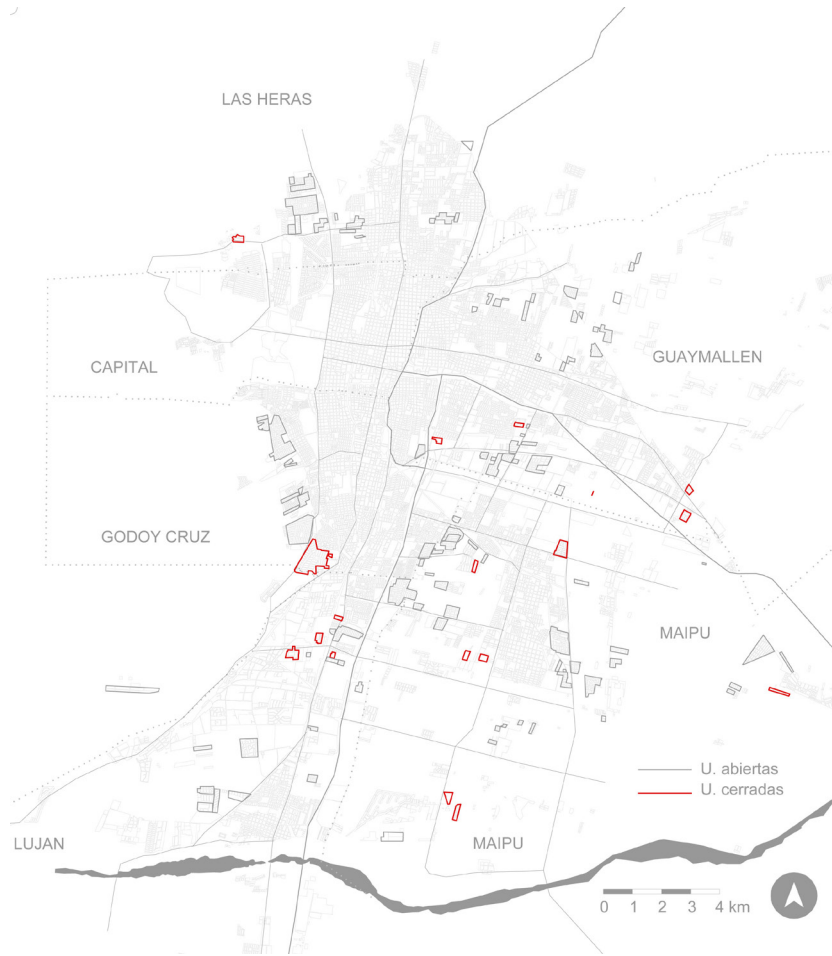 LAS HERAS
CAPITAL
GUAYMALLEN
GODOY CRUZ
MAIPU
U. abiertas
U. cerradas
LUJAN
MAIPU
0 1 2 3 4 km